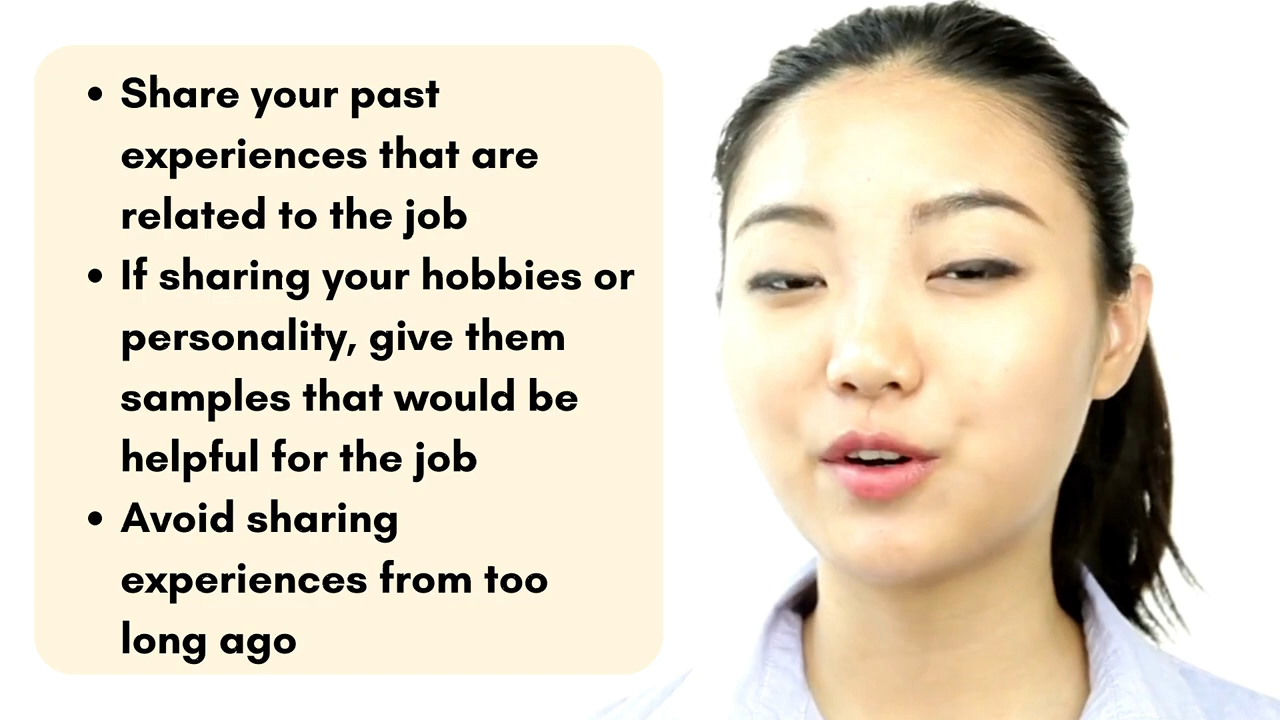 • Share your past
experiences that are
related to the job
• If sharing your hobbies or
personality, give them
samples that would be
helpful for the job
• Avoid sharing
experiences from too
long ago